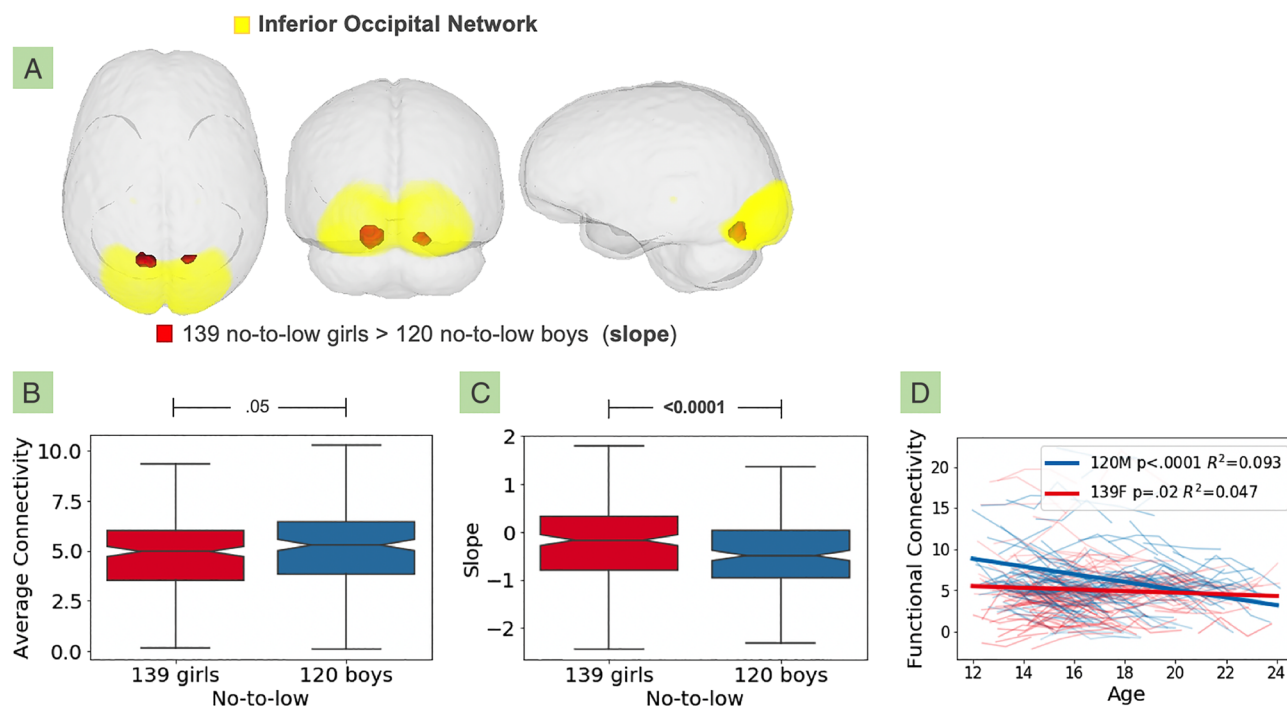 Inferior Occipital Network
A
139 no-to-low girls > 120 no-to-low boys (slope)
B
.05
Average Connectivity
10.0
7.5
5.0
2.5
0.0
139 girls
120 boys
No-to-low
C
<0.0001
Slope
2
1
0
−1
−2
139 girls
120 boys
No-to-low
D
Functional Connectivity
20
15
10
5
0
120M p<.0001 R²=0.093
139F p=.02 R²=0.047
12 14 16 18 20 22 24
Age